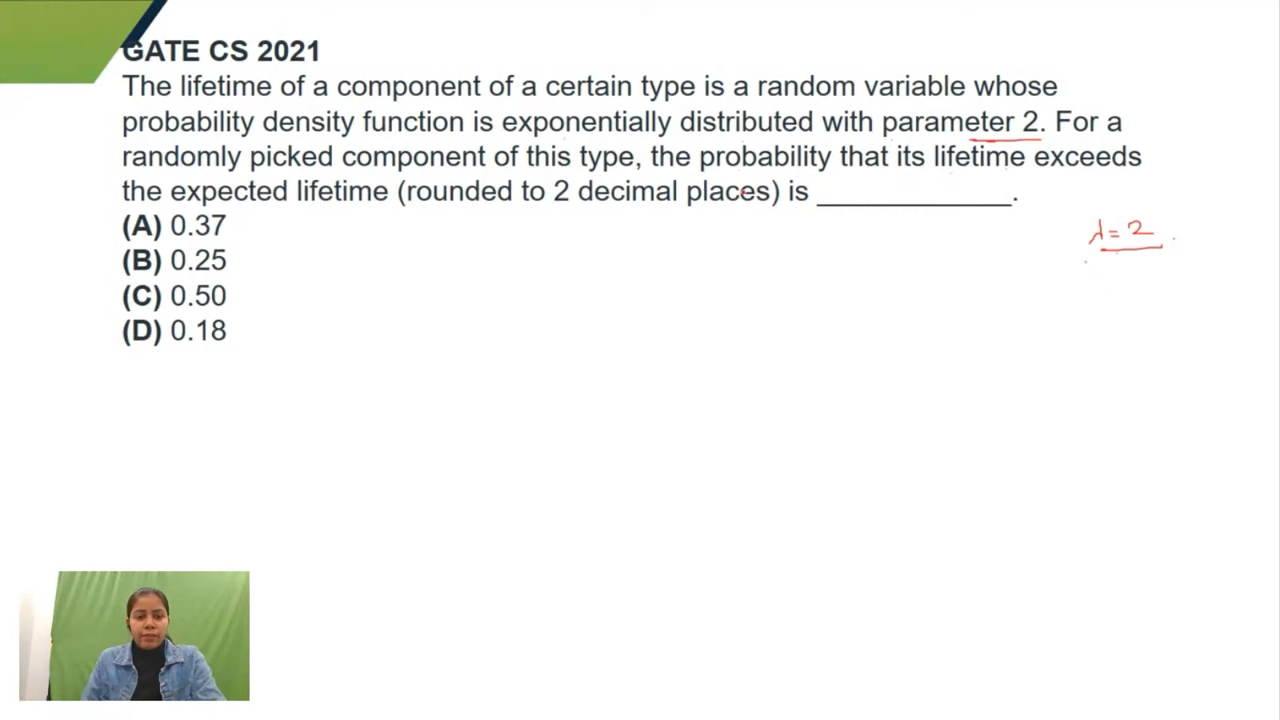 GATE CS 2021
The lifetime of a component of a certain type is a random variable whose
probability density function is exponentially distributed with parameter 2. For a
randomly picked component of this type, the probability that its lifetime exceeds
the expected lifetime (rounded to 2 decimal places) is _____________.
(A) 0.37
λ = 2
(B) 0.25
(C) 0.50
(D) 0.18